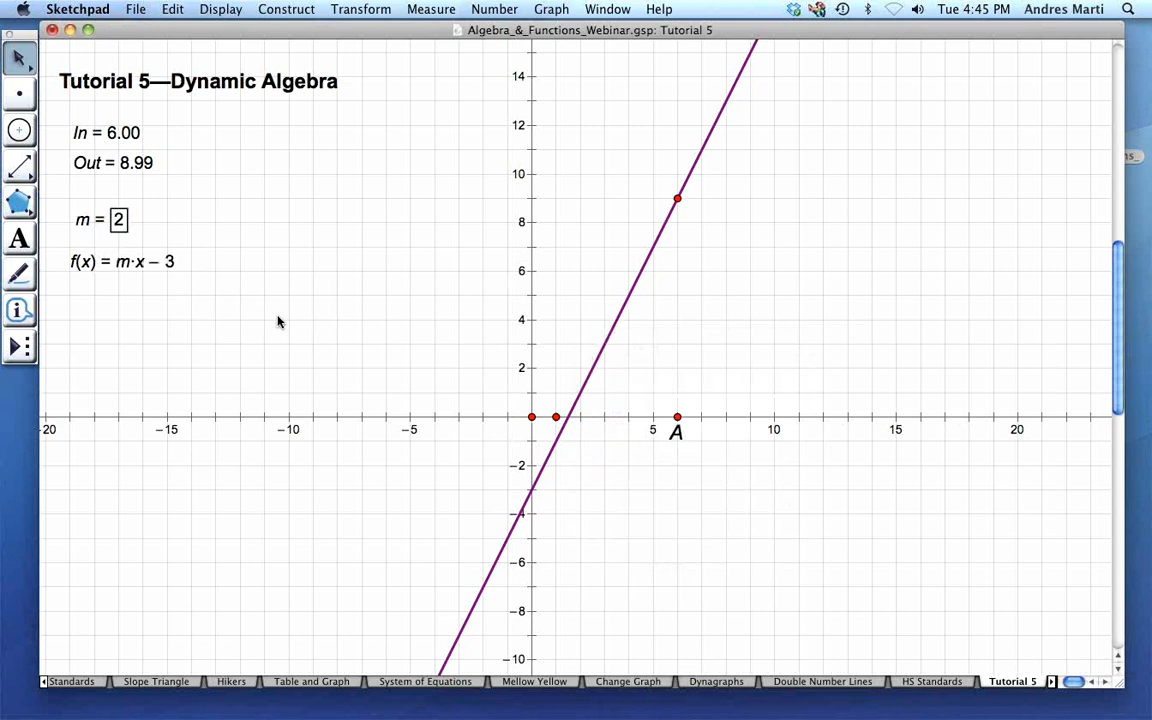 Sketchpad File Edit Display Construct Transform Measure Number Graph Window Help Tue 4:45 PM Andres Marti
Algebra_&_Functions_Webinar.gsp: Tutorial 5
Tutorial 5—Dynamic Algebra
In = 6.00
Out = 8.99
m = 2
f(x) = m·x − 3
A
14
12
10
8
6
4
2
−2
−4
−6
−8
−10
20 −15 −10 −5 5 10 15 20
A
ns_
Standards Slope Triangle Hikers Table and Graph System of Equations Mellow Yellow Change Graph Dynagraphs Double Number Lines HS Standards Tutorial 5